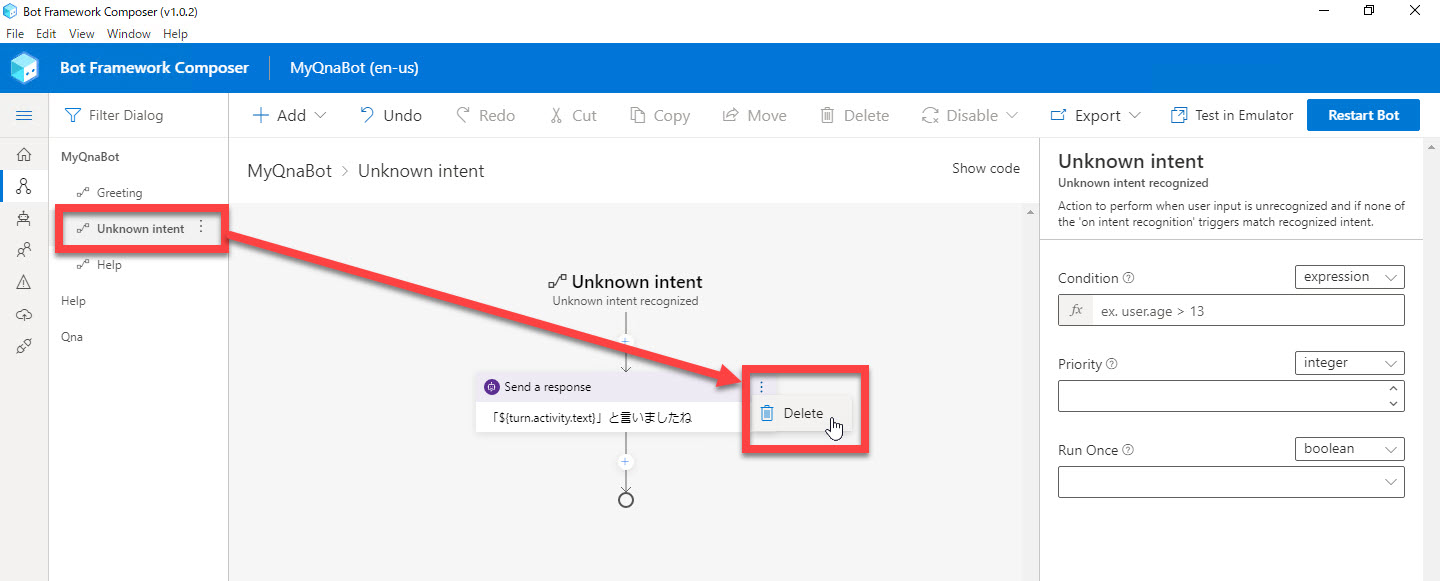 Bot Framework Composer (v1.0.2)
File Edit View Window Help
Bot Framework Composer MyQnaBot (en-us)
Filter Dialog
Add Undo Redo Cut Copy Move Delete Disable Export Test in Emulator Restart Bot
MyQnaBot
Greeting
Unknown intent
Help
Help
Qna
MyQnaBot > Unknown intent
Show code
Unknown intent
Unknown intent recognized
Send a response
「${turn.activity.text}」と言いましたね
Delete
Unknown intent
Unknown intent recognized
Action to perform when user input is unrecognized and if none of
the 'on intent recognition' triggers match recognized intent.
Condition expression
fx ex. user.age > 13
Priority integer
Run Once boolean